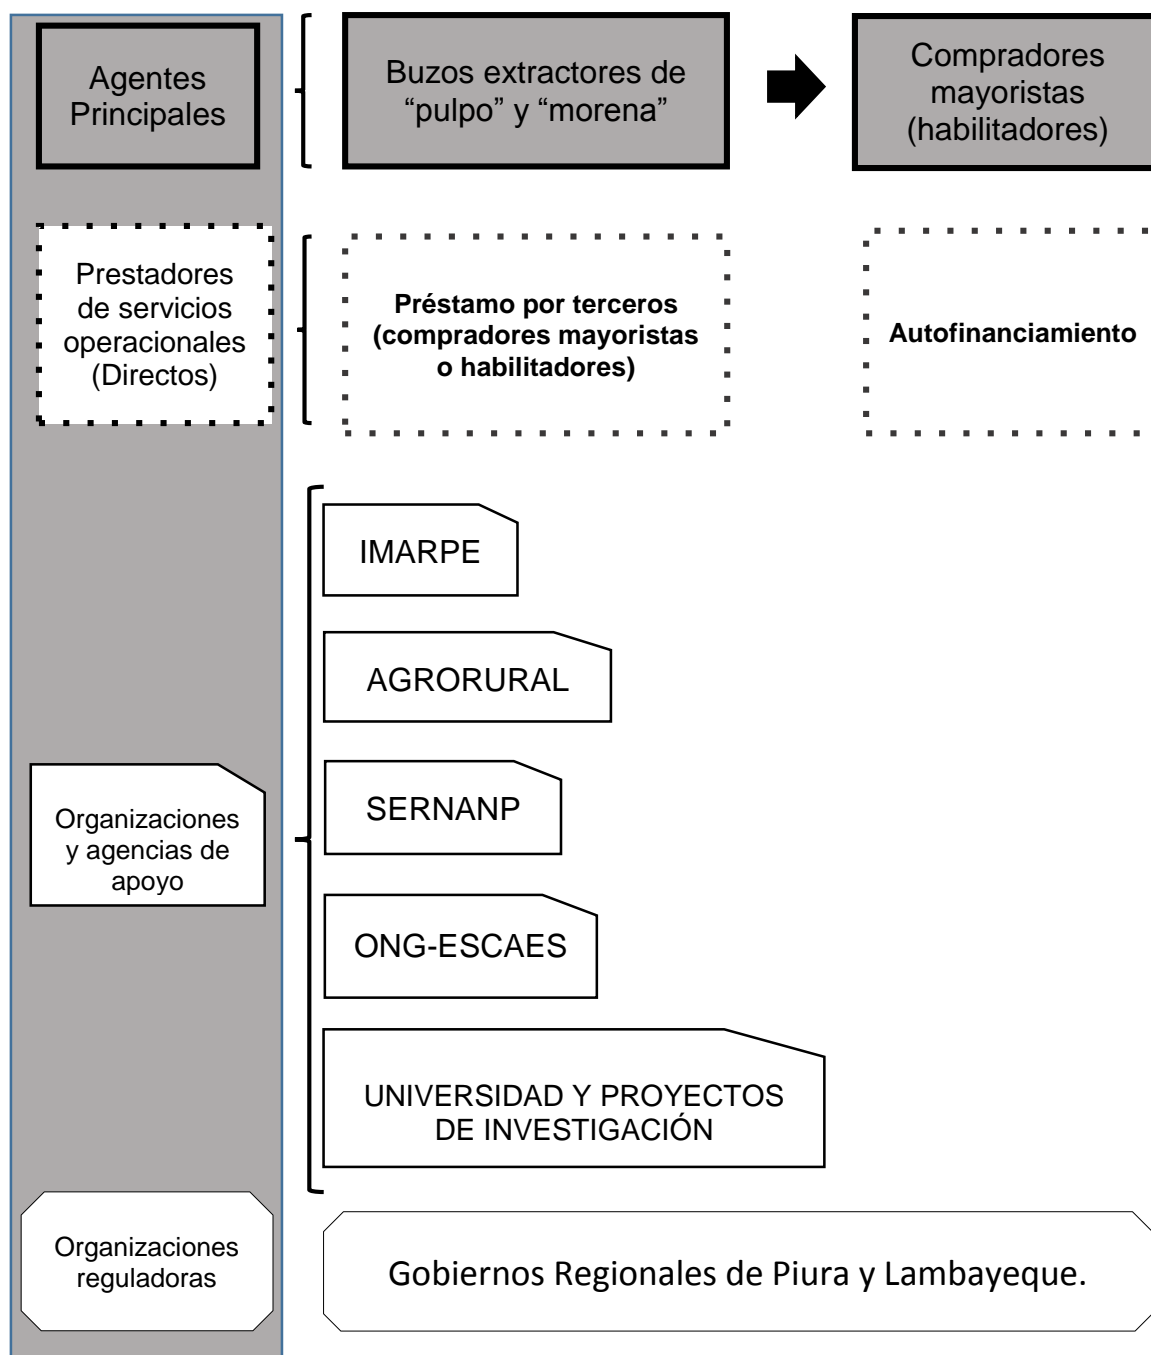 Agentes
Principales
Buzos extractores de
“pulpo” y “morena”
Compradores
mayoristas
(habilitadores)
Prestadores
de servicios
operacionales
(Directos)
Préstamo por terceros
(compradores mayoristas
o habilitadores)
Autofinanciamiento
Organizaciones
y agencias de
apoyo
IMARPE
AGRORURAL
SERNANP
ONG-ESCAES
UNIVERSIDAD Y PROYECTOS
DE INVESTIGACIÓN
Organizaciones
reguladoras
Gobiernos Regionales de Piura y Lambayeque.